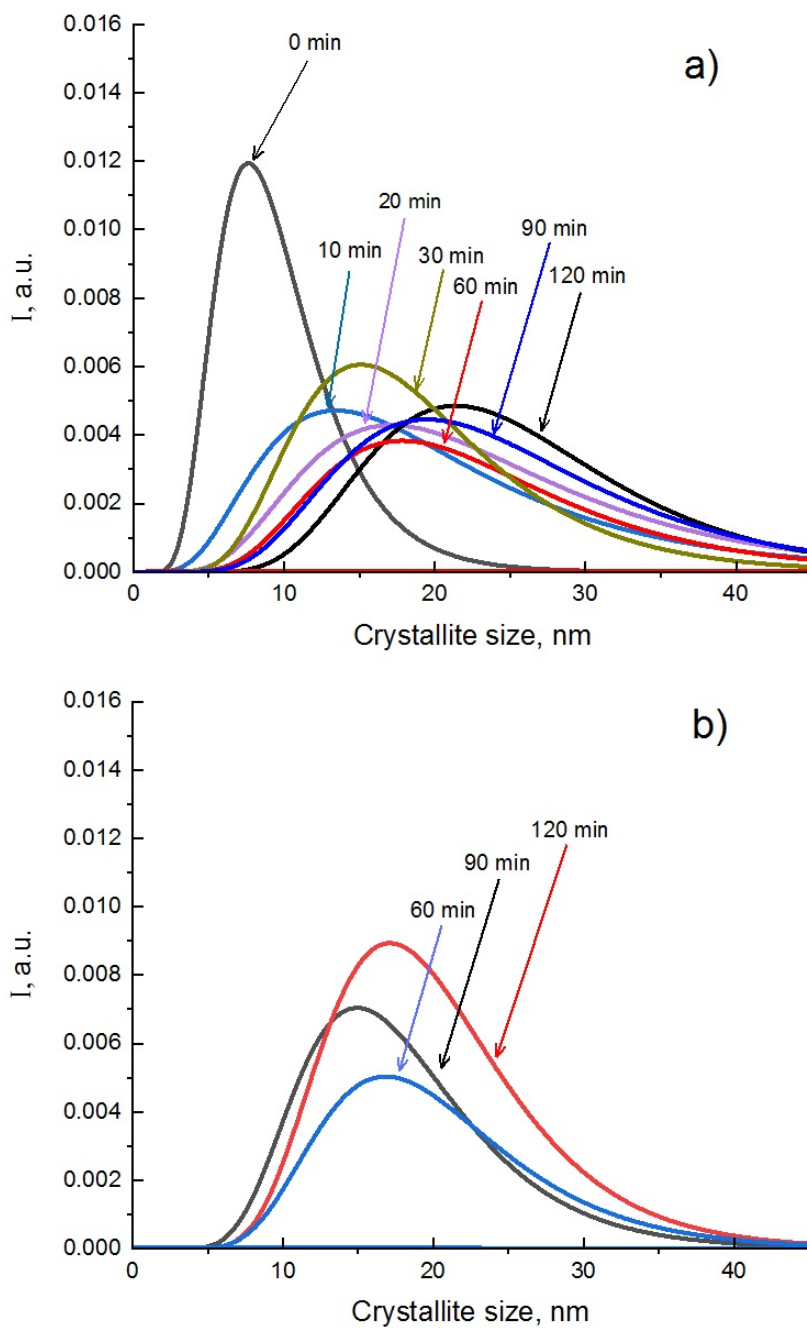 0.016
0 min
a)
0.014
0.012
20 min
90 min
0.010
10 min
30 min
120 min
60 min
I, a.u.
0.008
0.006
0.004
0.002
0.000
0
10
20
30
40
Crystallite size, nm
0.016
b)
0.014
0.012
120 min
90 min
0.010
60 min
I, a.u.
0.008
0.006
0.004
0.002
0.000
0
10
20
30
40
Crystallite size, nm